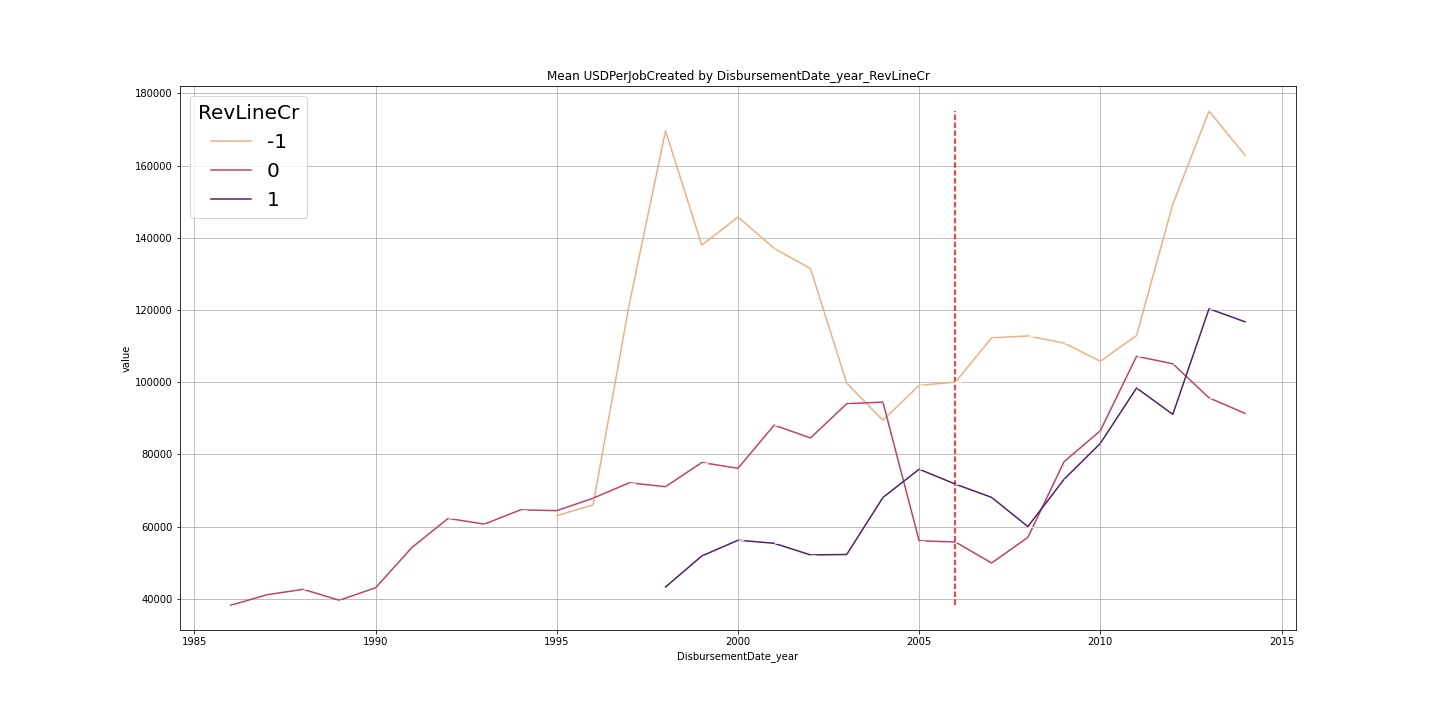 Mean USDPerJobCreated by DisbursementDate_year_RevLineCr
180000
160000
140000
120000
100000
80000
60000
40000
value
RevLineCr
-1
0
1
1985 1990 1995 2000 2005 2010 2015
DisbursementDate_year